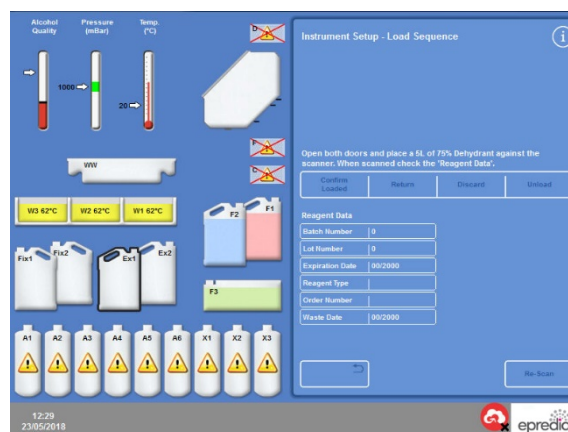 Alcohol Quality
Pressure (mBar)
Temp. (°C)
1000
20
D
F
C
WW
W3 62°C
W2 62°C
W1 62°C
F2
F1
Fix1
Fix2
Ex1
Ex2
F3
A1
A2
A3
A4
A5
A6
X1
X2
X3
12:29
23/05/2018
Instrument Setup - Load Sequence
i
Open both doors and place a 5L of 75% Dehydrant against the
scanner. When scanned check the 'Reagent Data'.
Confirm Loaded
Return
Discard
Unload
Reagent Data
Batch Number 0
Lot Number 0
Expiration Date 00/2000
Reagent Type
Order Number
Waste Date 00/2000
Re-Scan
epredia